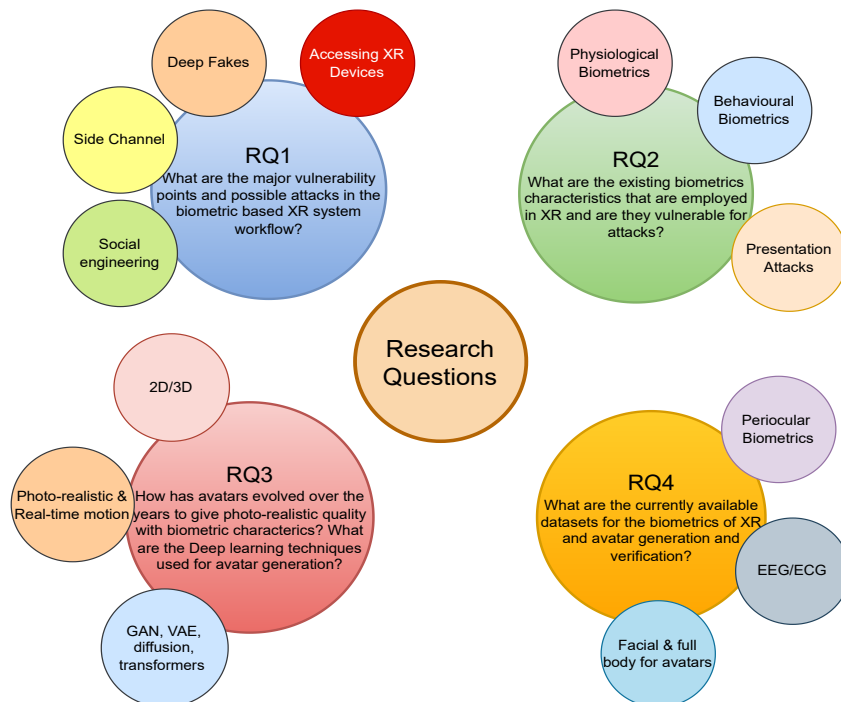 Deep Fakes
Accessing XR
Devices
Side Channel
Social
engineering
RQ1
What are the major vulnerability
points and possible attacks in the
biometric based XR system
workflow?
Physiological
Biometrics
Behavioural
Biometrics
Presentation
Attacks
RQ2
What are the existing biometrics
characteristics that are employed
in XR and are they vulnerable for
attacks?
Research
Questions
2D/3D
Photo-realistic &
Real-time motion
GAN, VAE,
diffusion,
transformers
RQ3
How has avatars evolved over the
years to give photo-realistic quality
with biometric characterics? What
are the Deep learning techniques
used for avatar generation?
Periocular
Biometrics
EEG/ECG
Facial & full
body for avatars
RQ4
What are the currently available
datasets for the biometrics of XR
and avatar generation and
verification?